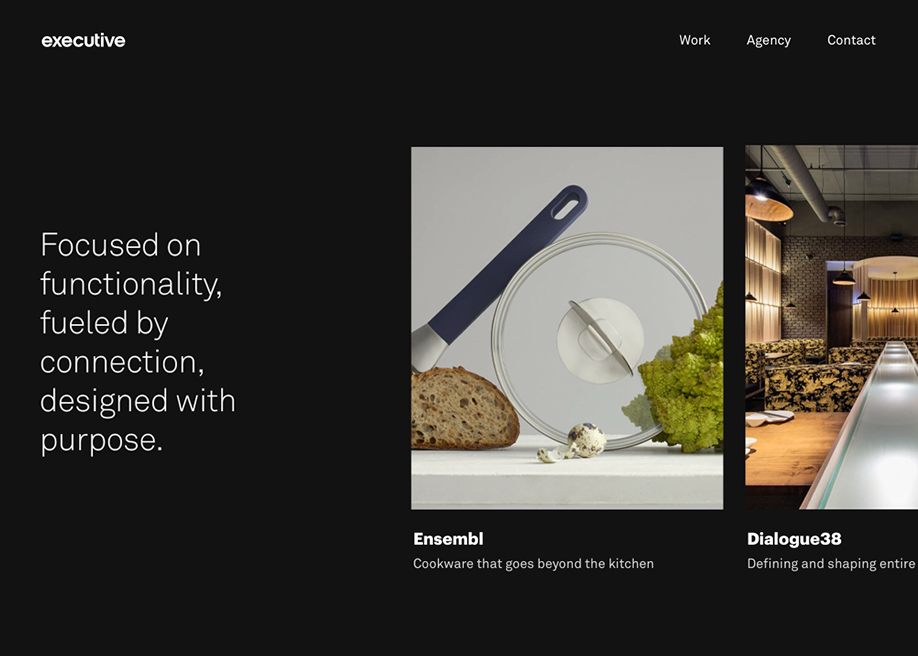 executive
Work
Agency
Contact
Focused on
functionality,
fueled by
connection,
designed with
purpose.
Ensembl
Cookware that goes beyond the kitchen
Dialogue38
Defining and shaping entire